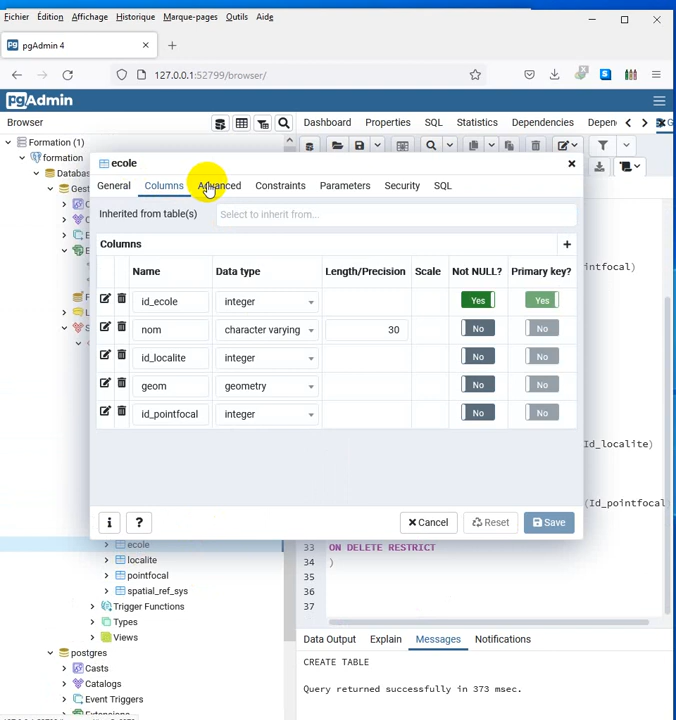 Fichier Édition Affichage Historique Marque-pages Outils Aide
pgAdmin 4
127.0.0.1:52799/browser/
pgAdmin
Browser Dashboard Properties SQL Statistics Dependencies Depen
Formation (1)
formation
Databas
Gest
ecole
General Columns Advanced Constraints Parameters Security SQL
Inherited from table(s) Select to inherit from...
Columns
Name Data type Length/Precision Scale Not NULL? Primary key?
id_ecole integer Yes Yes
nom character varying 30 No No
id_localite integer No No
geom geometry No No
id_pointfocal integer No No
intfocal)
Id_localite)
(Id_pointfocal
Cancel Reset Save
ecole
localite
pointfocal
spatial_ref_sys
Trigger Functions
Types
Views
postgres
Casts
Catalogs
Event Triggers
33 ON DELETE RESTRICT
34 )
35
36
37
Data Output Explain Messages Notifications
CREATE TABLE
Query returned successfully in 373 msec.